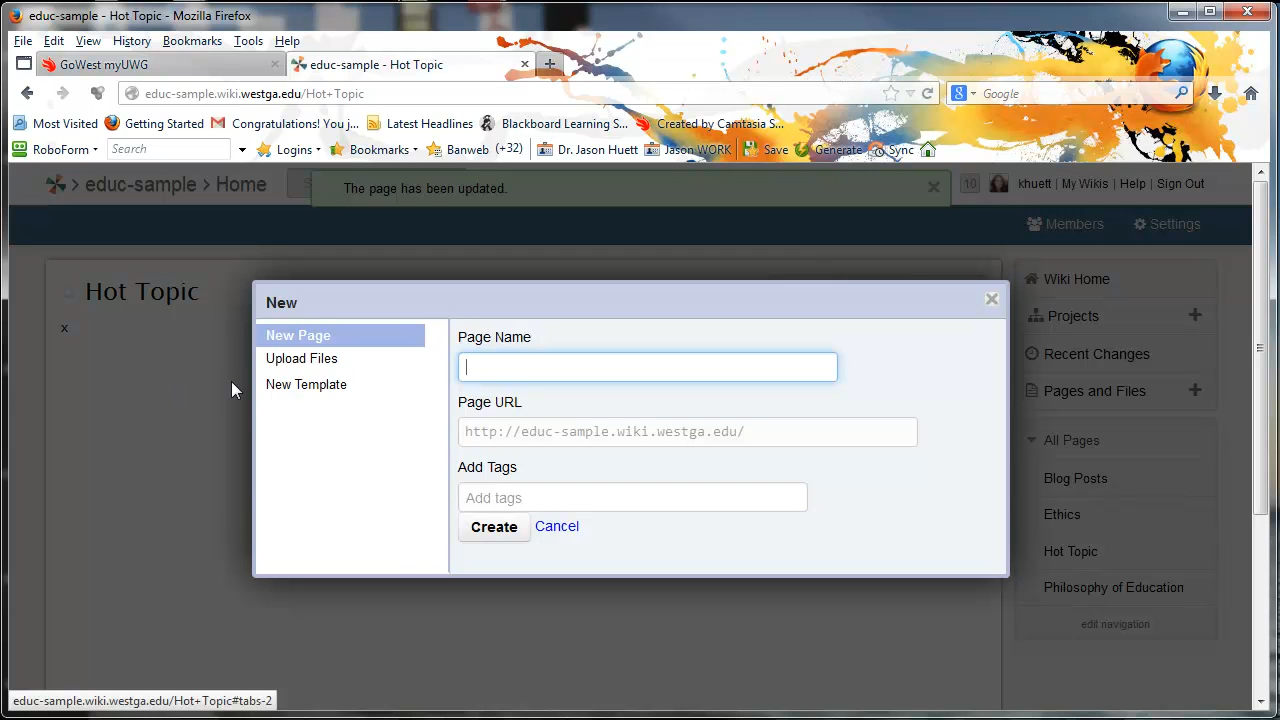 educ-sample - Hot Topic - Mozilla Firefox
File Edit View History Bookmarks Tools Help
GoWest myUWG educ-sample - Hot Topic
educ-sample.wiki.westga.edu/Hot+Topic Google
Most Visited Getting Started Congratulations! You j... Latest Headlines Blackboard Learning S... Created by Camtasia S...
RoboForm Search Logins Bookmarks Banweb (+32) Dr. Jason Huett Jason WORK Save Generate Sync
educ-sample > Home The page has been updated. 10 khuett | My Wikis | Help | Sign Out
Members Settings
Hot Topic
x
New
New Page
Upload Files
New Template
Page Name
Page URL
http://educ-sample.wiki.westga.edu/
Add Tags
Add tags
Create Cancel
Wiki Home
Projects
Recent Changes
Pages and Files
All Pages
Blog Posts
Ethics
Hot Topic
Philosophy of Education
edit navigation
educ-sample.wiki.westga.edu/Hot+Topic#tabs-2